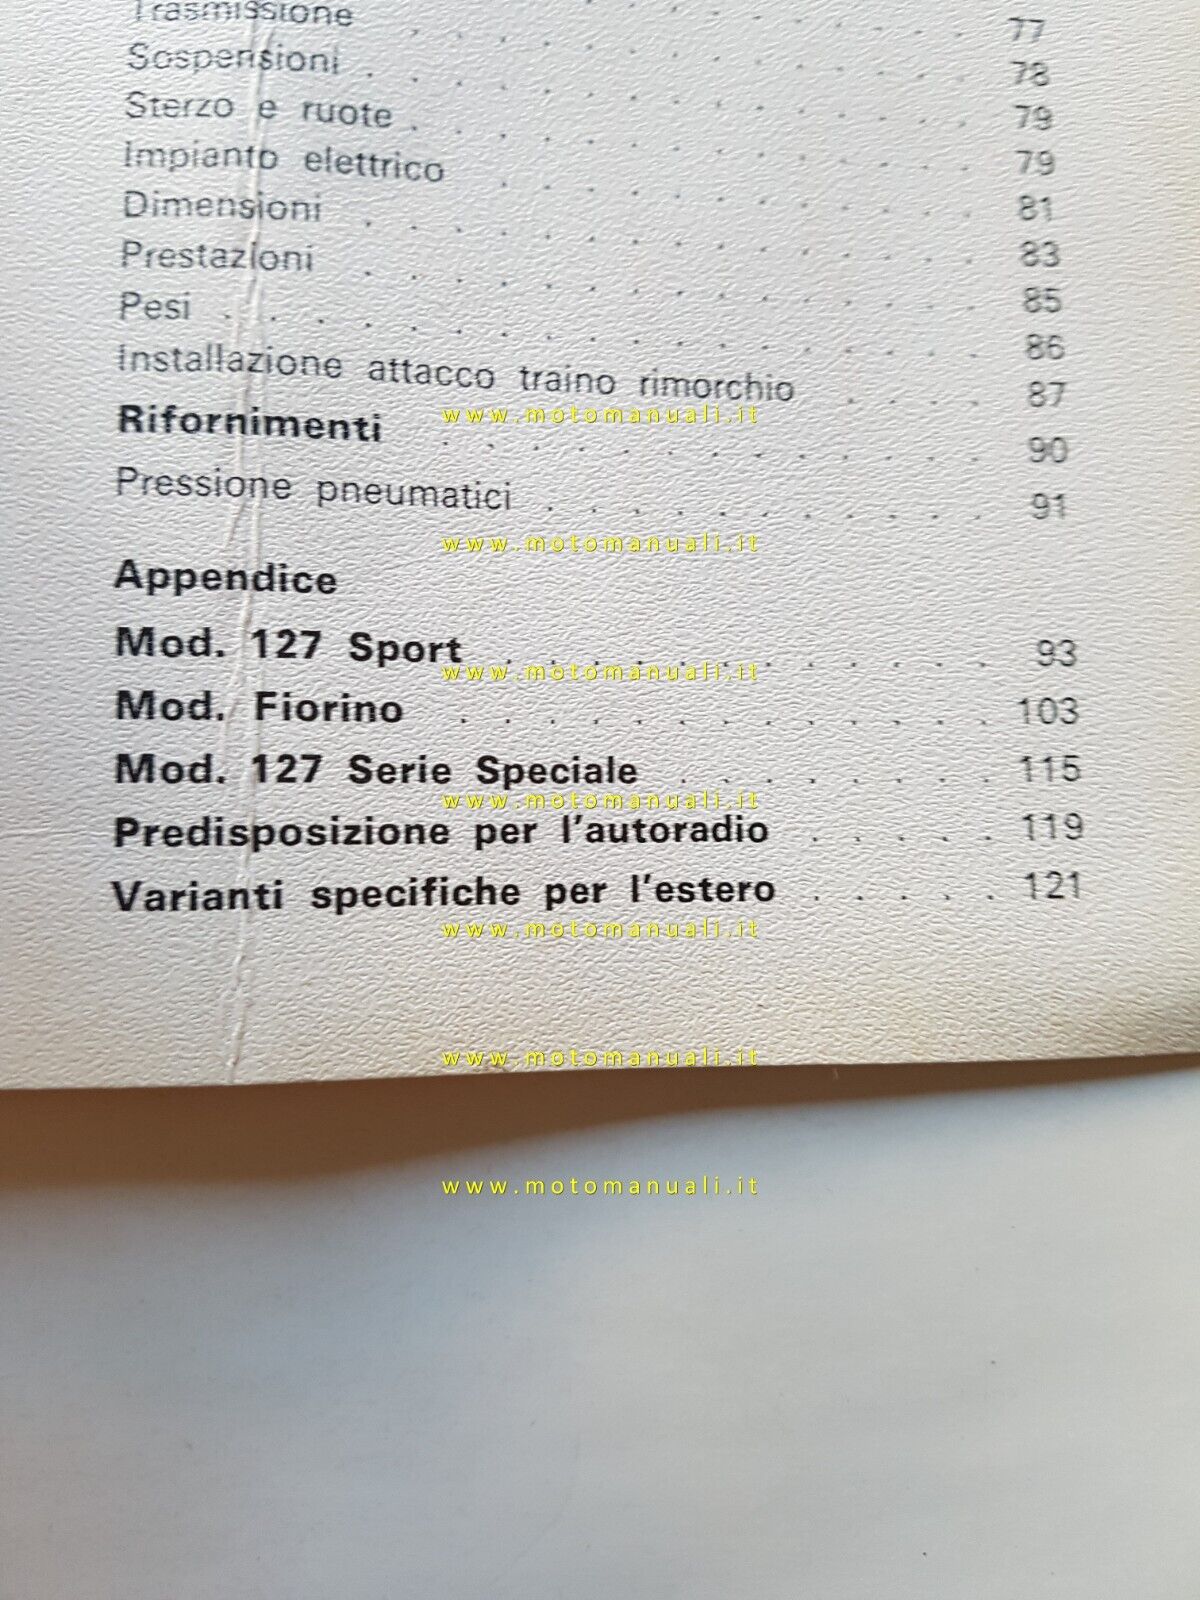 77
Trasmissione . . . . . . . . . . 78
Sospensioni . . . . . . . . . . 79
Sterzo e ruote . . . . . . . . . . 79
Impianto elettrico . . . . . . . . . . 81
Dimensioni . . . . . . . . . . 83
Prestazioni . . . . . . . . . . 85
Pesi . . . . . . . . . . 86
Installazione attacco traino rimorchio . . . . 87
Rifornimenti . . . . . . . . . . 90
Pressione pneumatici . . . . . . . . . . 91
Appendice
Mod. 127 Sport . . . . . . . . . . 93
Mod. Fiorino . . . . . . . . . . 103
Mod. 127 Serie Speciale . . . . . . . . 115
Predisposizione per l'autoradio . . . . . 119
Varianti specifiche per l'estero . . . . . 121
www.motomanuali.it
www.motomanuali.it
www.motomanuali.it
www.motomanuali.it
www.motomanuali.it
www.motomanuali.it
www.motomanuali.it